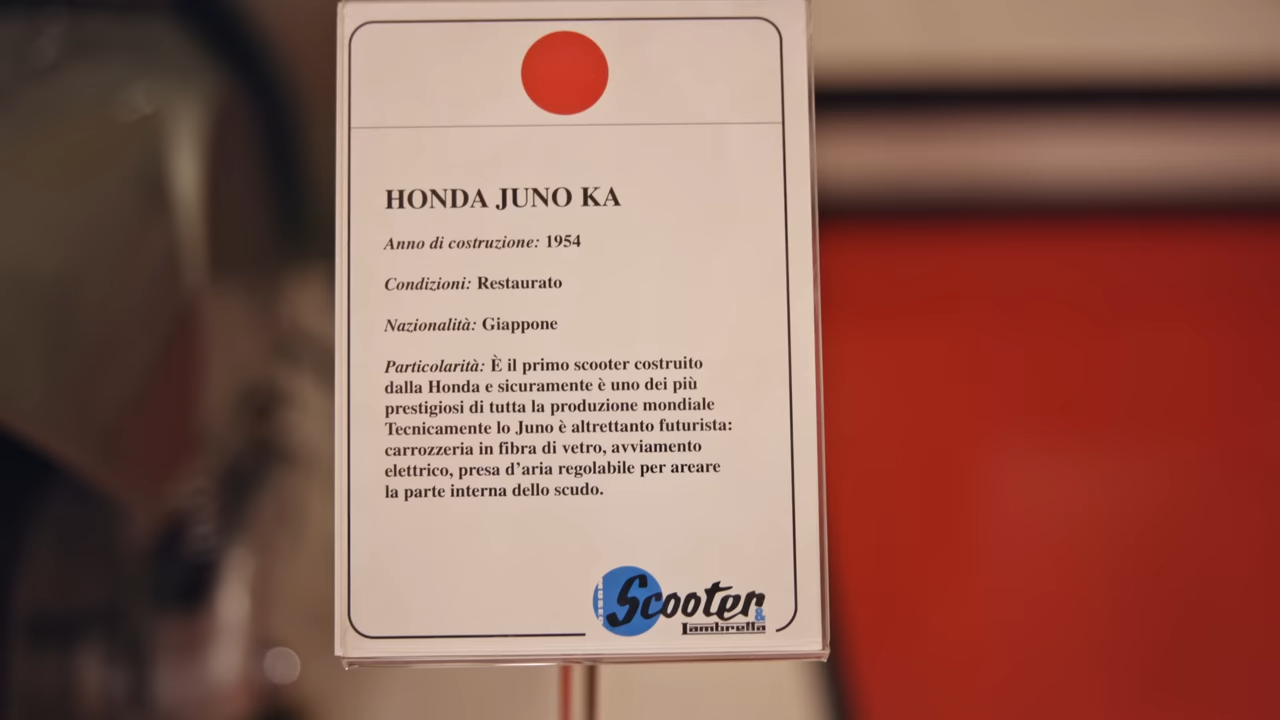 HONDA JUNO KA
Anno di costruzione: 1954
Condizioni: Restaurato
Nazionalità: Giappone
Particolarità: È il primo scooter costruito
dalla Honda e sicuramente è uno dei più
prestigiosi di tutta la produzione mondiale
Tecnicamente lo Juno è altrettanto futurista:
carrozzeria in fibra di vetro, avviamento
elettrico, presa d'aria regolabile per areare
la parte interna dello scudo.
Scooter &
Lambretta